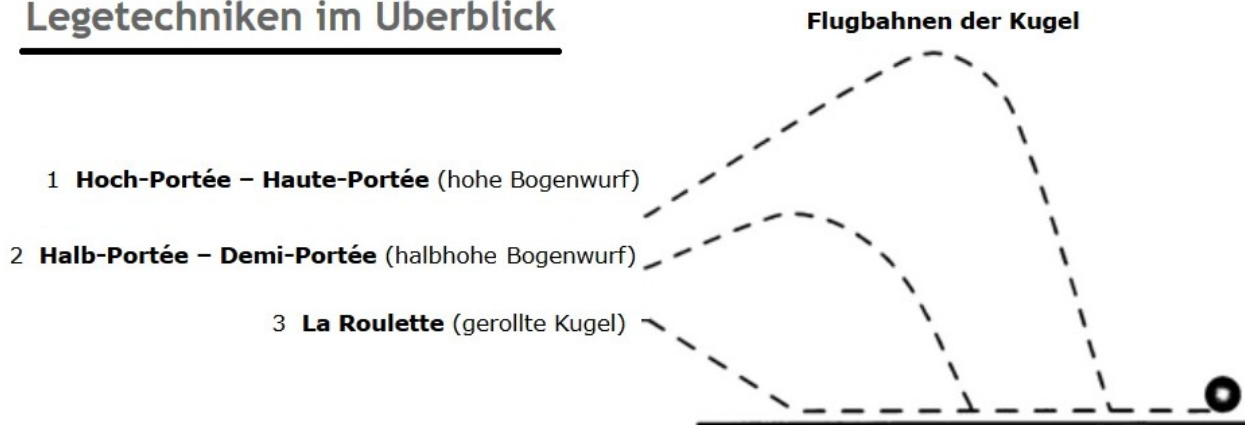 Legetechniken im Überblick
Flugbahnen der Kugel
1 Hoch-Portée – Haute-Portée (hohe Bogenwurf)
2 Halb-Portée – Demi-Portée (halbhohe Bogenwurf)
3 La Roulette (gerollte Kugel)